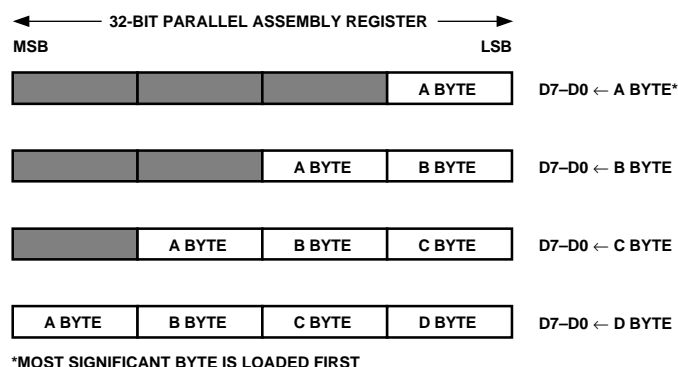 32-BIT PARALLEL ASSEMBLY REGISTER
MSB LSB
A BYTE D7–D0 ← A BYTE*
A BYTE B BYTE D7–D0 ← B BYTE
A BYTE B BYTE C BYTE D7–D0 ← C BYTE
A BYTE B BYTE C BYTE D BYTE D7–D0 ← D BYTE
*MOST SIGNIFICANT BYTE IS LOADED FIRST